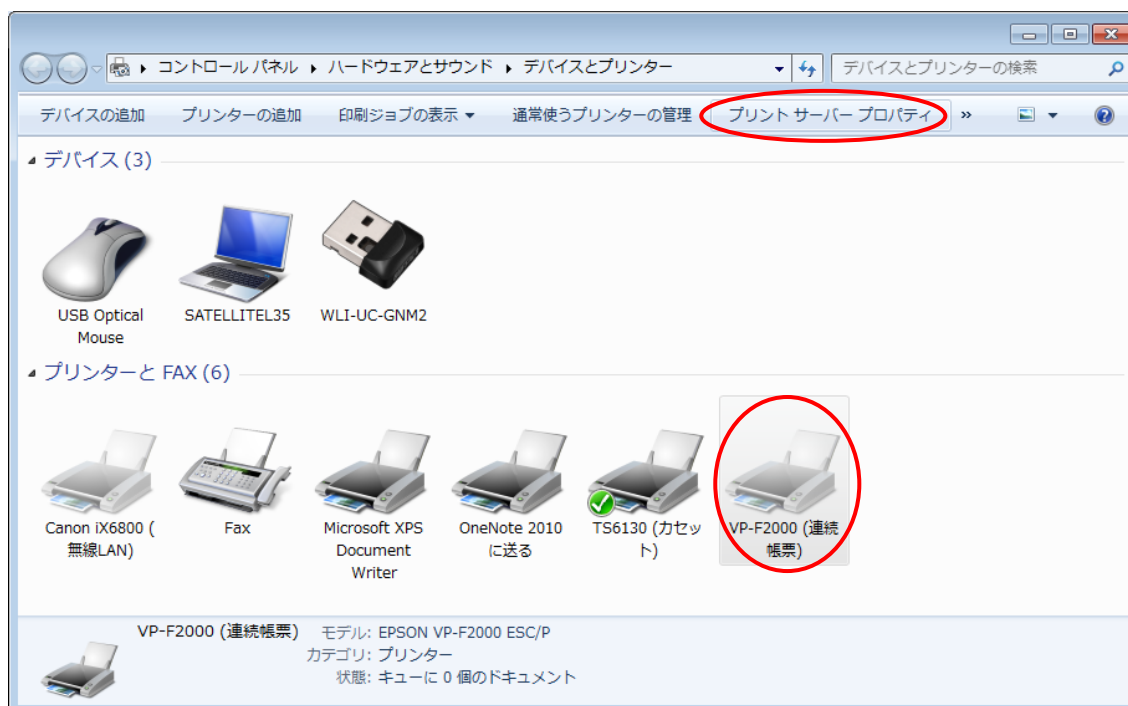 コントロール パネル ▸ ハードウェアとサウンド ▸ デバイスとプリンター
デバイスとプリンターの検索
デバイスの追加 プリンターの追加 印刷ジョブの表示 ▼ 通常使うプリンターの管理 プリント サーバー プロパティ »
デバイス (3)
USB Optical
Mouse
SATELLITEL35
WLI-UC-GNM2
プリンターと FAX (6)
Canon iX6800 (
無線LAN)
Fax
Microsoft XPS
Document
Writer
OneNote 2010
に送る
TS6130 (カセッ
ト)
VP-F2000 (連続
帳票)
VP-F2000 (連続帳票) モデル: EPSON VP-F2000 ESC/P
カテゴリ: プリンター
状態: キューに 0 個のドキュメント